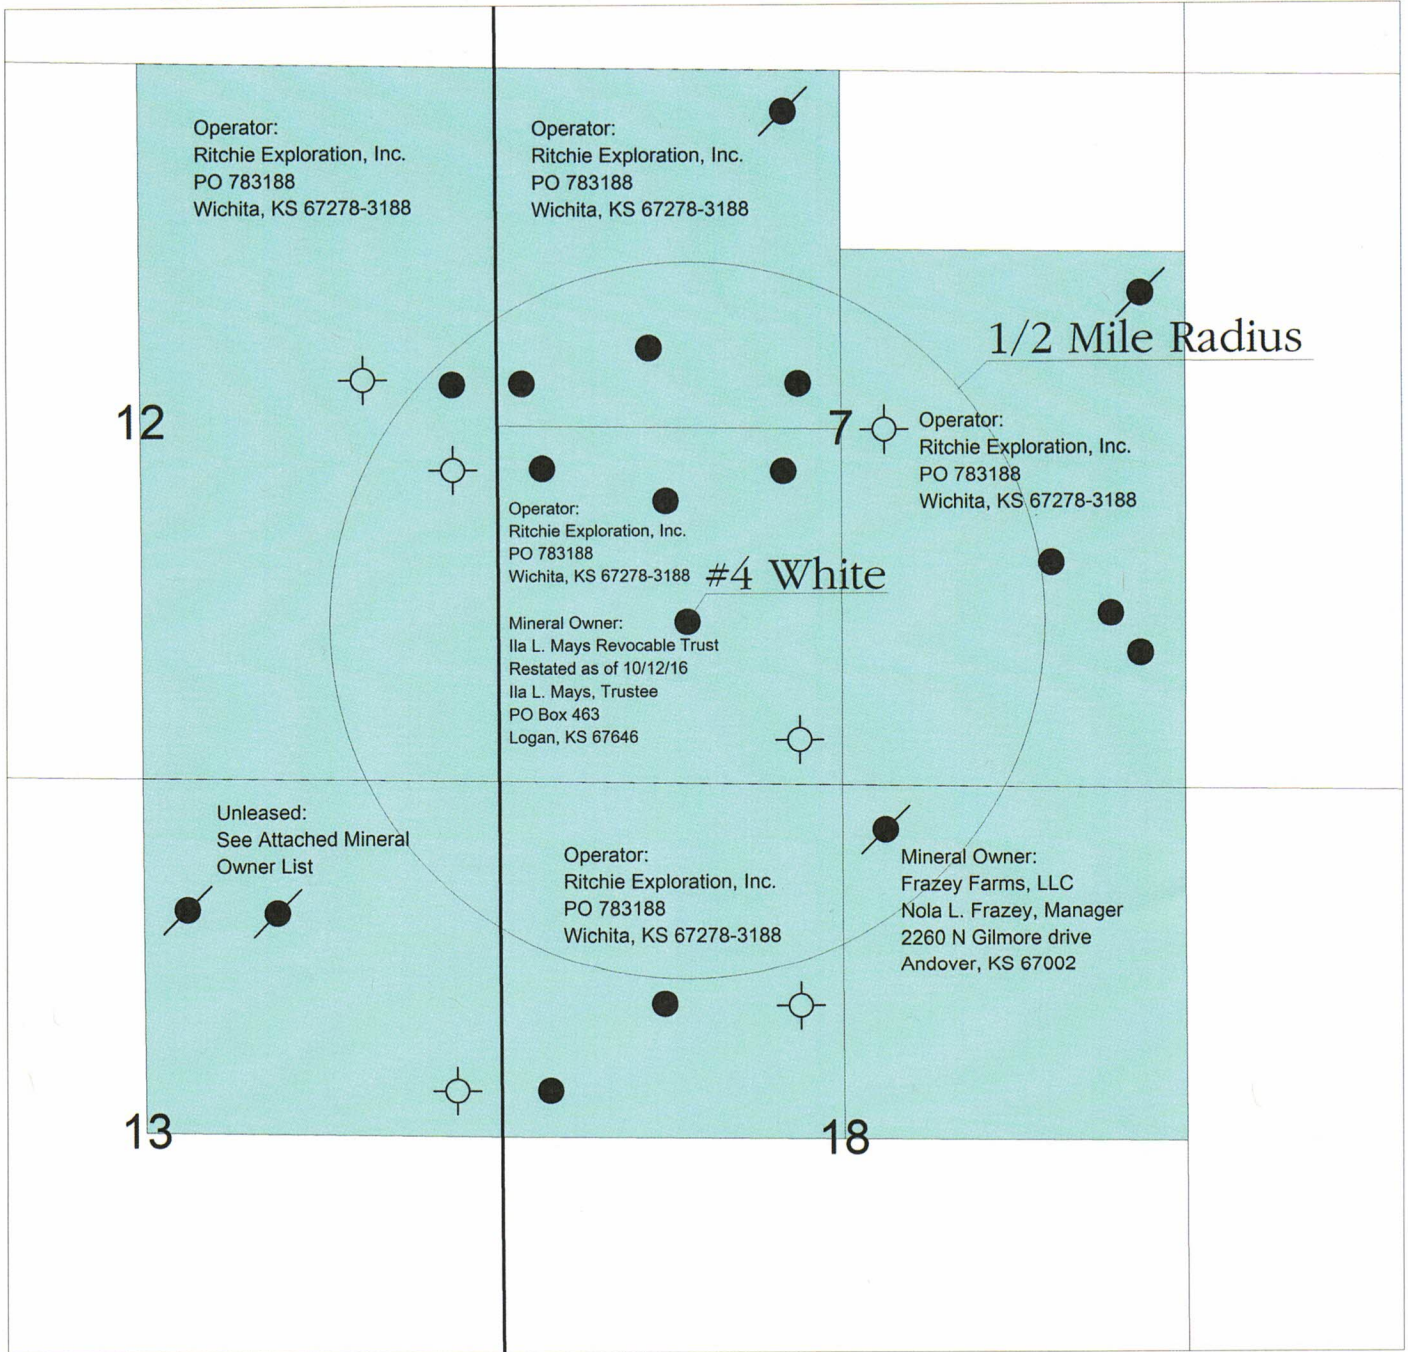 Operator:
Ritchie Exploration, Inc.
PO 783188
Wichita, KS 67278-3188
Operator:
Ritchie Exploration, Inc.
PO 783188
Wichita, KS 67278-3188
1/2 Mile Radius
12
7
Operator:
Ritchie Exploration, Inc.
PO 783188
Wichita, KS 67278-3188
Operator:
Ritchie Exploration, Inc.
PO 783188
Wichita, KS 67278-3188
#4 White
Mineral Owner:
Ila L. Mays Revocable Trust
Restated as of 10/12/16
Ila L. Mays, Trustee
PO Box 463
Logan, KS 67646
Unleased:
See Attached Mineral
Owner List
Operator:
Ritchie Exploration, Inc.
PO 783188
Wichita, KS 67278-3188
Mineral Owner:
Frazey Farms, LLC
Nola L. Frazey, Manager
2260 N Gilmore drive
Andover, KS 67002
13
18